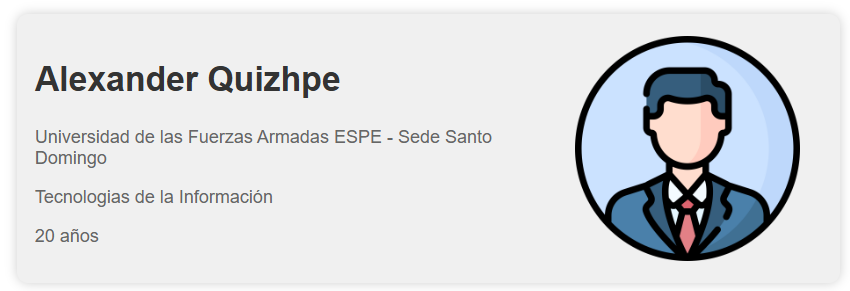 Alexander Quizhpe
Universidad de las Fuerzas Armadas ESPE - Sede Santo
Domingo
Tecnologias de la Información
20 años